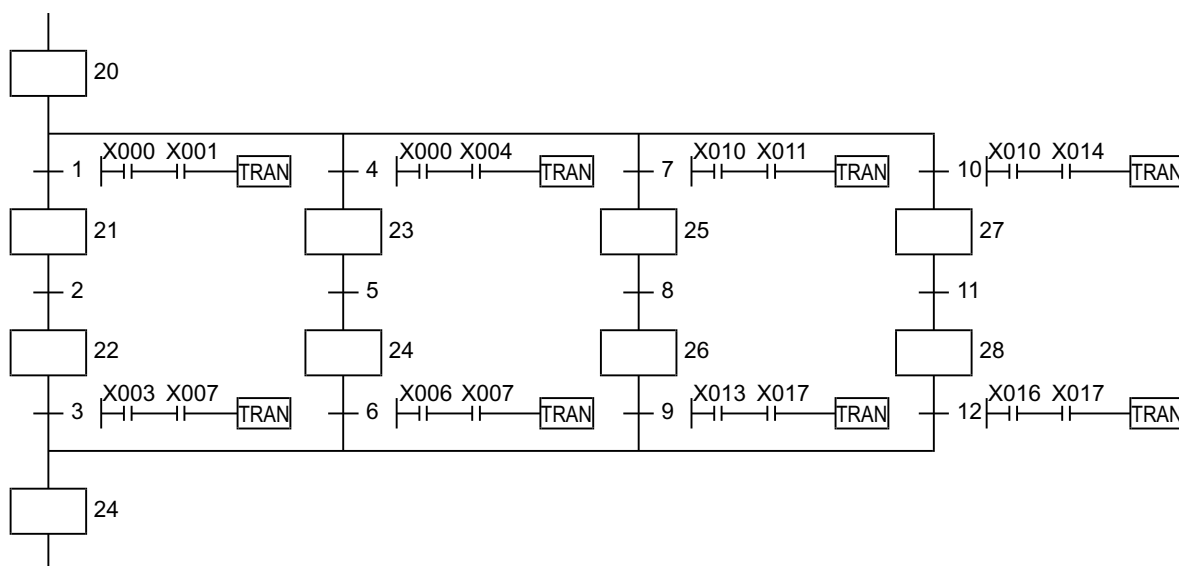 20
X000 X001 X000 X004 X010 X011 X010 X014
1 TRAN 4 TRAN 7 TRAN 10 TRAN
21 23 25 27
2 5 8 11
22 24 26 28
X003 X007 X006 X007 X013 X017 X016 X017
3 TRAN 6 TRAN 9 TRAN 12 TRAN
24